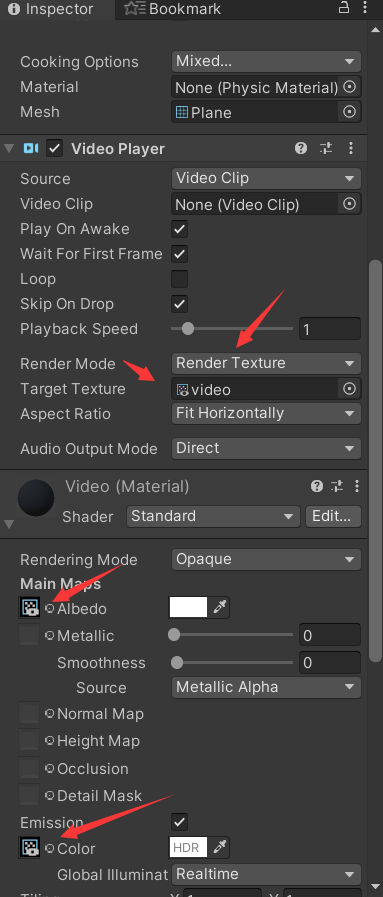 Inspector Bookmark
Cooking Options Mixed...
Material None (Physic Material)
Mesh Plane
Video Player
Source Video Clip
Video Clip None (Video Clip)
Play On Awake
Wait For First Frame
Loop
Skip On Drop
Playback Speed 1
Render Mode Render Texture
Target Texture video
Aspect Ratio Fit Horizontally
Audio Output Mode Direct
Video (Material)
Shader Standard Edit...
Rendering Mode Opaque
Main Maps
Albedo
Metallic 0
Smoothness 0
Source Metallic Alpha
Normal Map
Height Map
Occlusion
Detail Mask
Emission
Color HDR
Global Illuminat Realtime